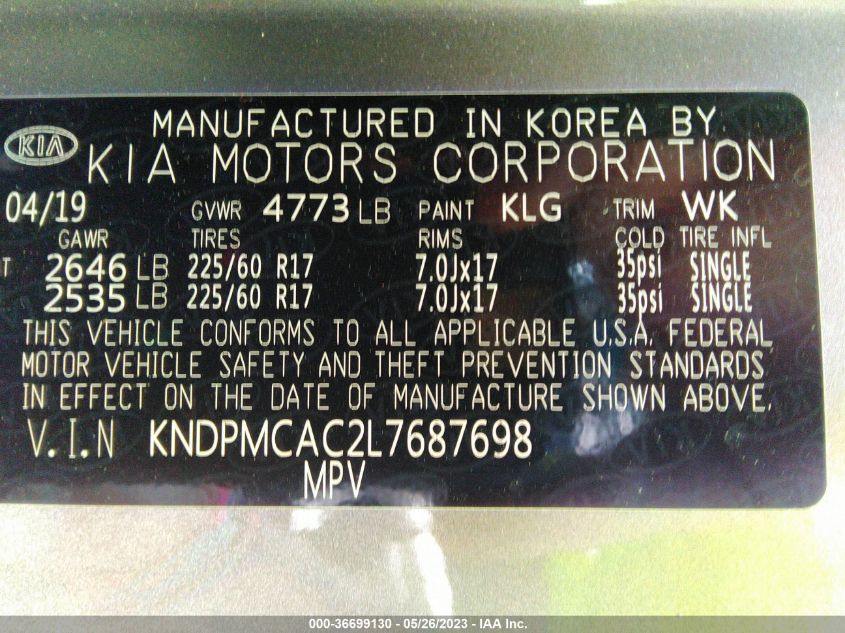 MANUFACTURED IN KOREA BY
KIA KIA MOTORS CORPORATION
04/19 GVWR 4773 LB PAINT KLG TRIM WK
GAWR TIRES RIMS COLD TIRE INFL
T 2646 LB 225/60 R17 7.0Jx17 35psi SINGLE
2535 LB 225/60 R17 7.0Jx17 35psi SINGLE
THIS VEHICLE CONFORMS TO ALL APPLICABLE U.S.A. FEDERAL
MOTOR VEHICLE SAFETY AND THEFT PREVENTION STANDARDS
IN EFFECT ON THE DATE OF MANUFACTURE SHOWN ABOVE.
V.I.N KNDPMCAC2L7687698
MPV
000-36699130 - 05/26/2023 - IAA Inc.